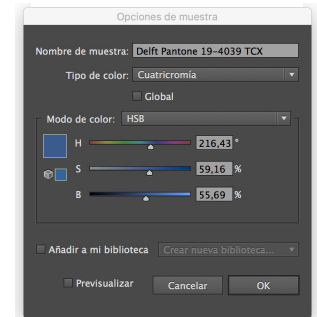 Opciones de muestra
Nombre de muestra: Delft Pantone 19-4039 TCX
Tipo de color: Cuatricromía
Global
Modo de color: HSB
H 216,43 °
S 59,16 %
B 55,69 %
Añadir a mi biblioteca Crear nueva biblioteca...
Previsualizar Cancelar OK